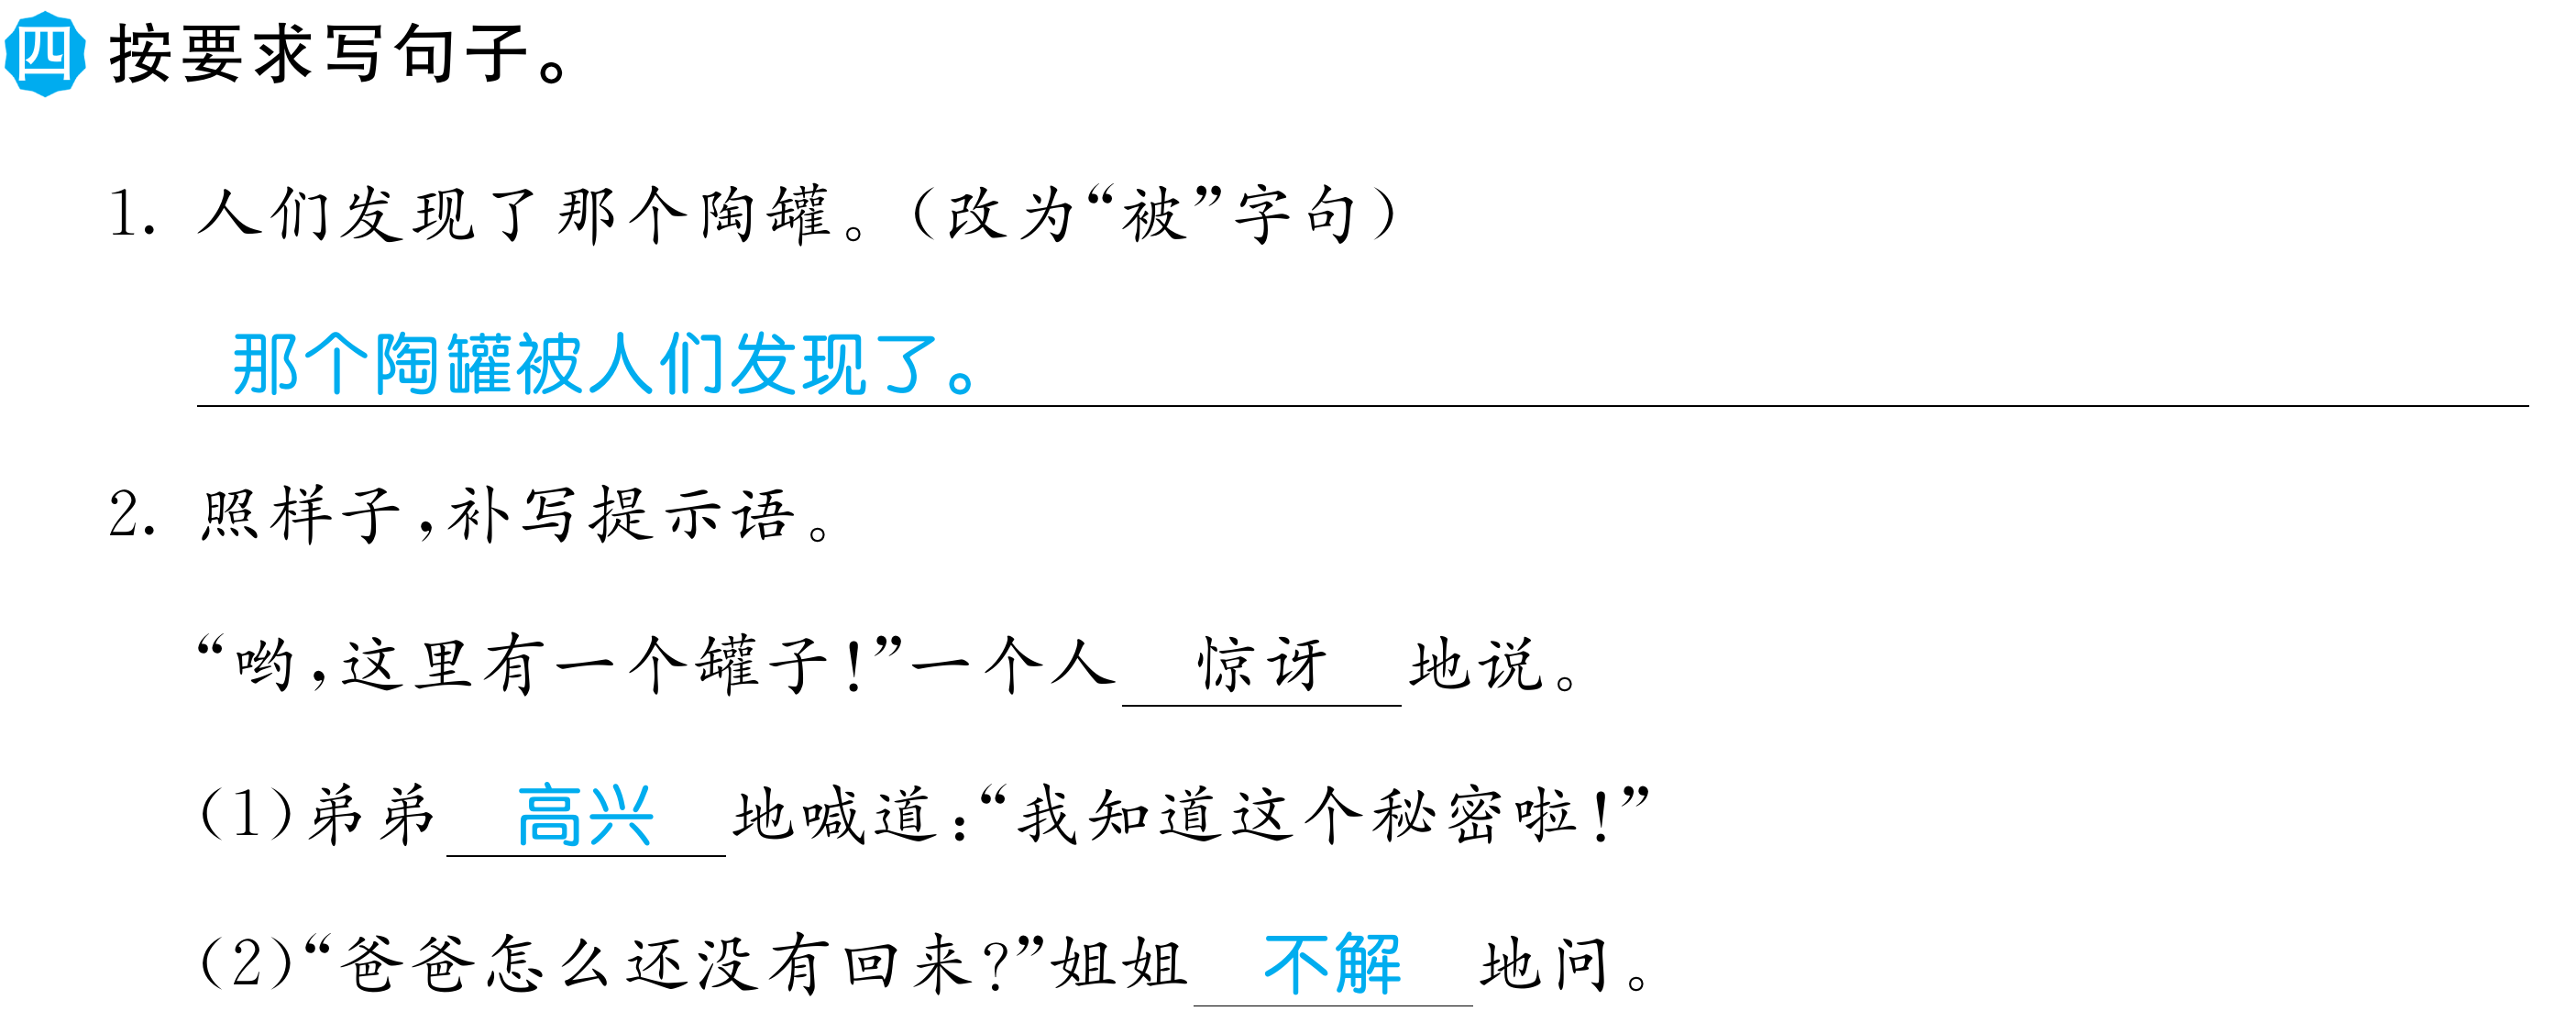 四 按要求写句子。
1. 人们发现了那个陶罐。(改为“被”字句)
那个陶罐被人们发现了。
2. 照样子,补写提示语。
“哟,这里有一个罐子!”一个人 惊讶 地说。
(1)弟弟 高兴 地喊道:“我知道这个秘密啦!”
(2)“爸爸怎么还没有回来?”姐姐 不解 地问。